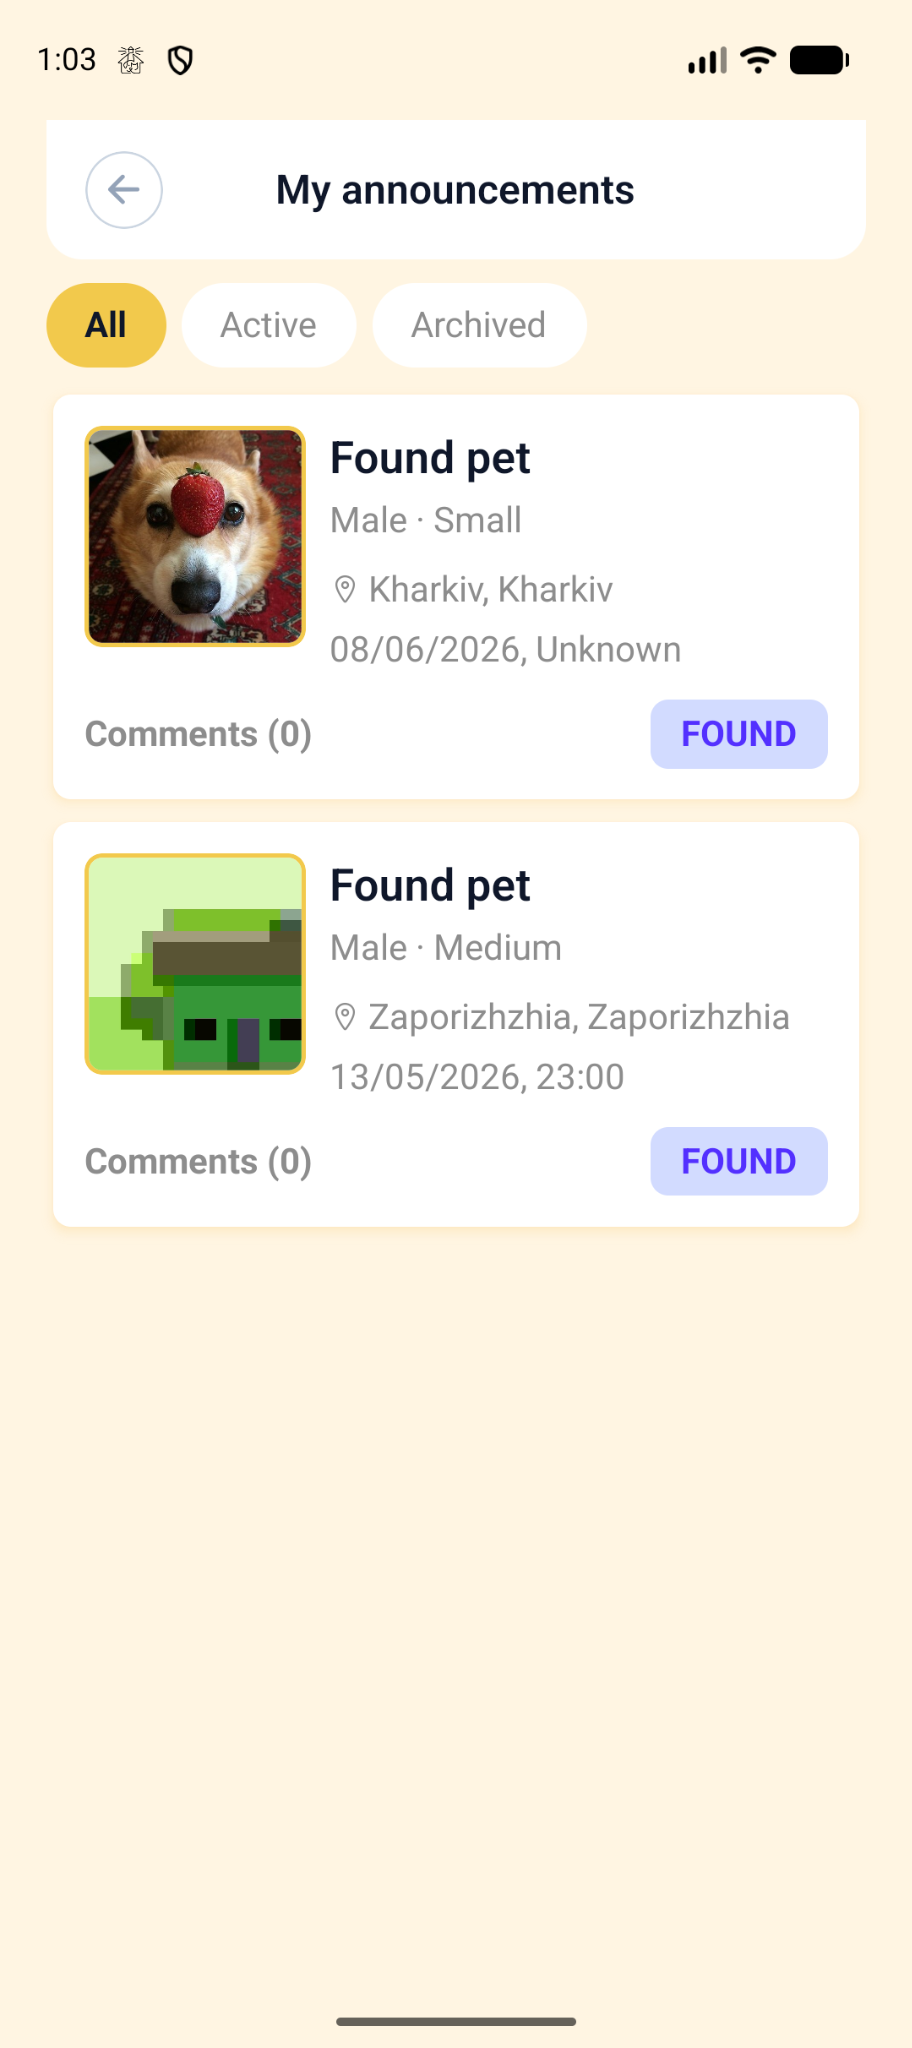 1:03
My announcements
All
Active
Archived
Found pet
Male · Small
Kharkiv, Kharkiv
08/06/2026, Unknown
Comments (0)
FOUND
Found pet
Male · Medium
Zaporizhzhia, Zaporizhzhia
13/05/2026, 23:00
Comments (0)
FOUND